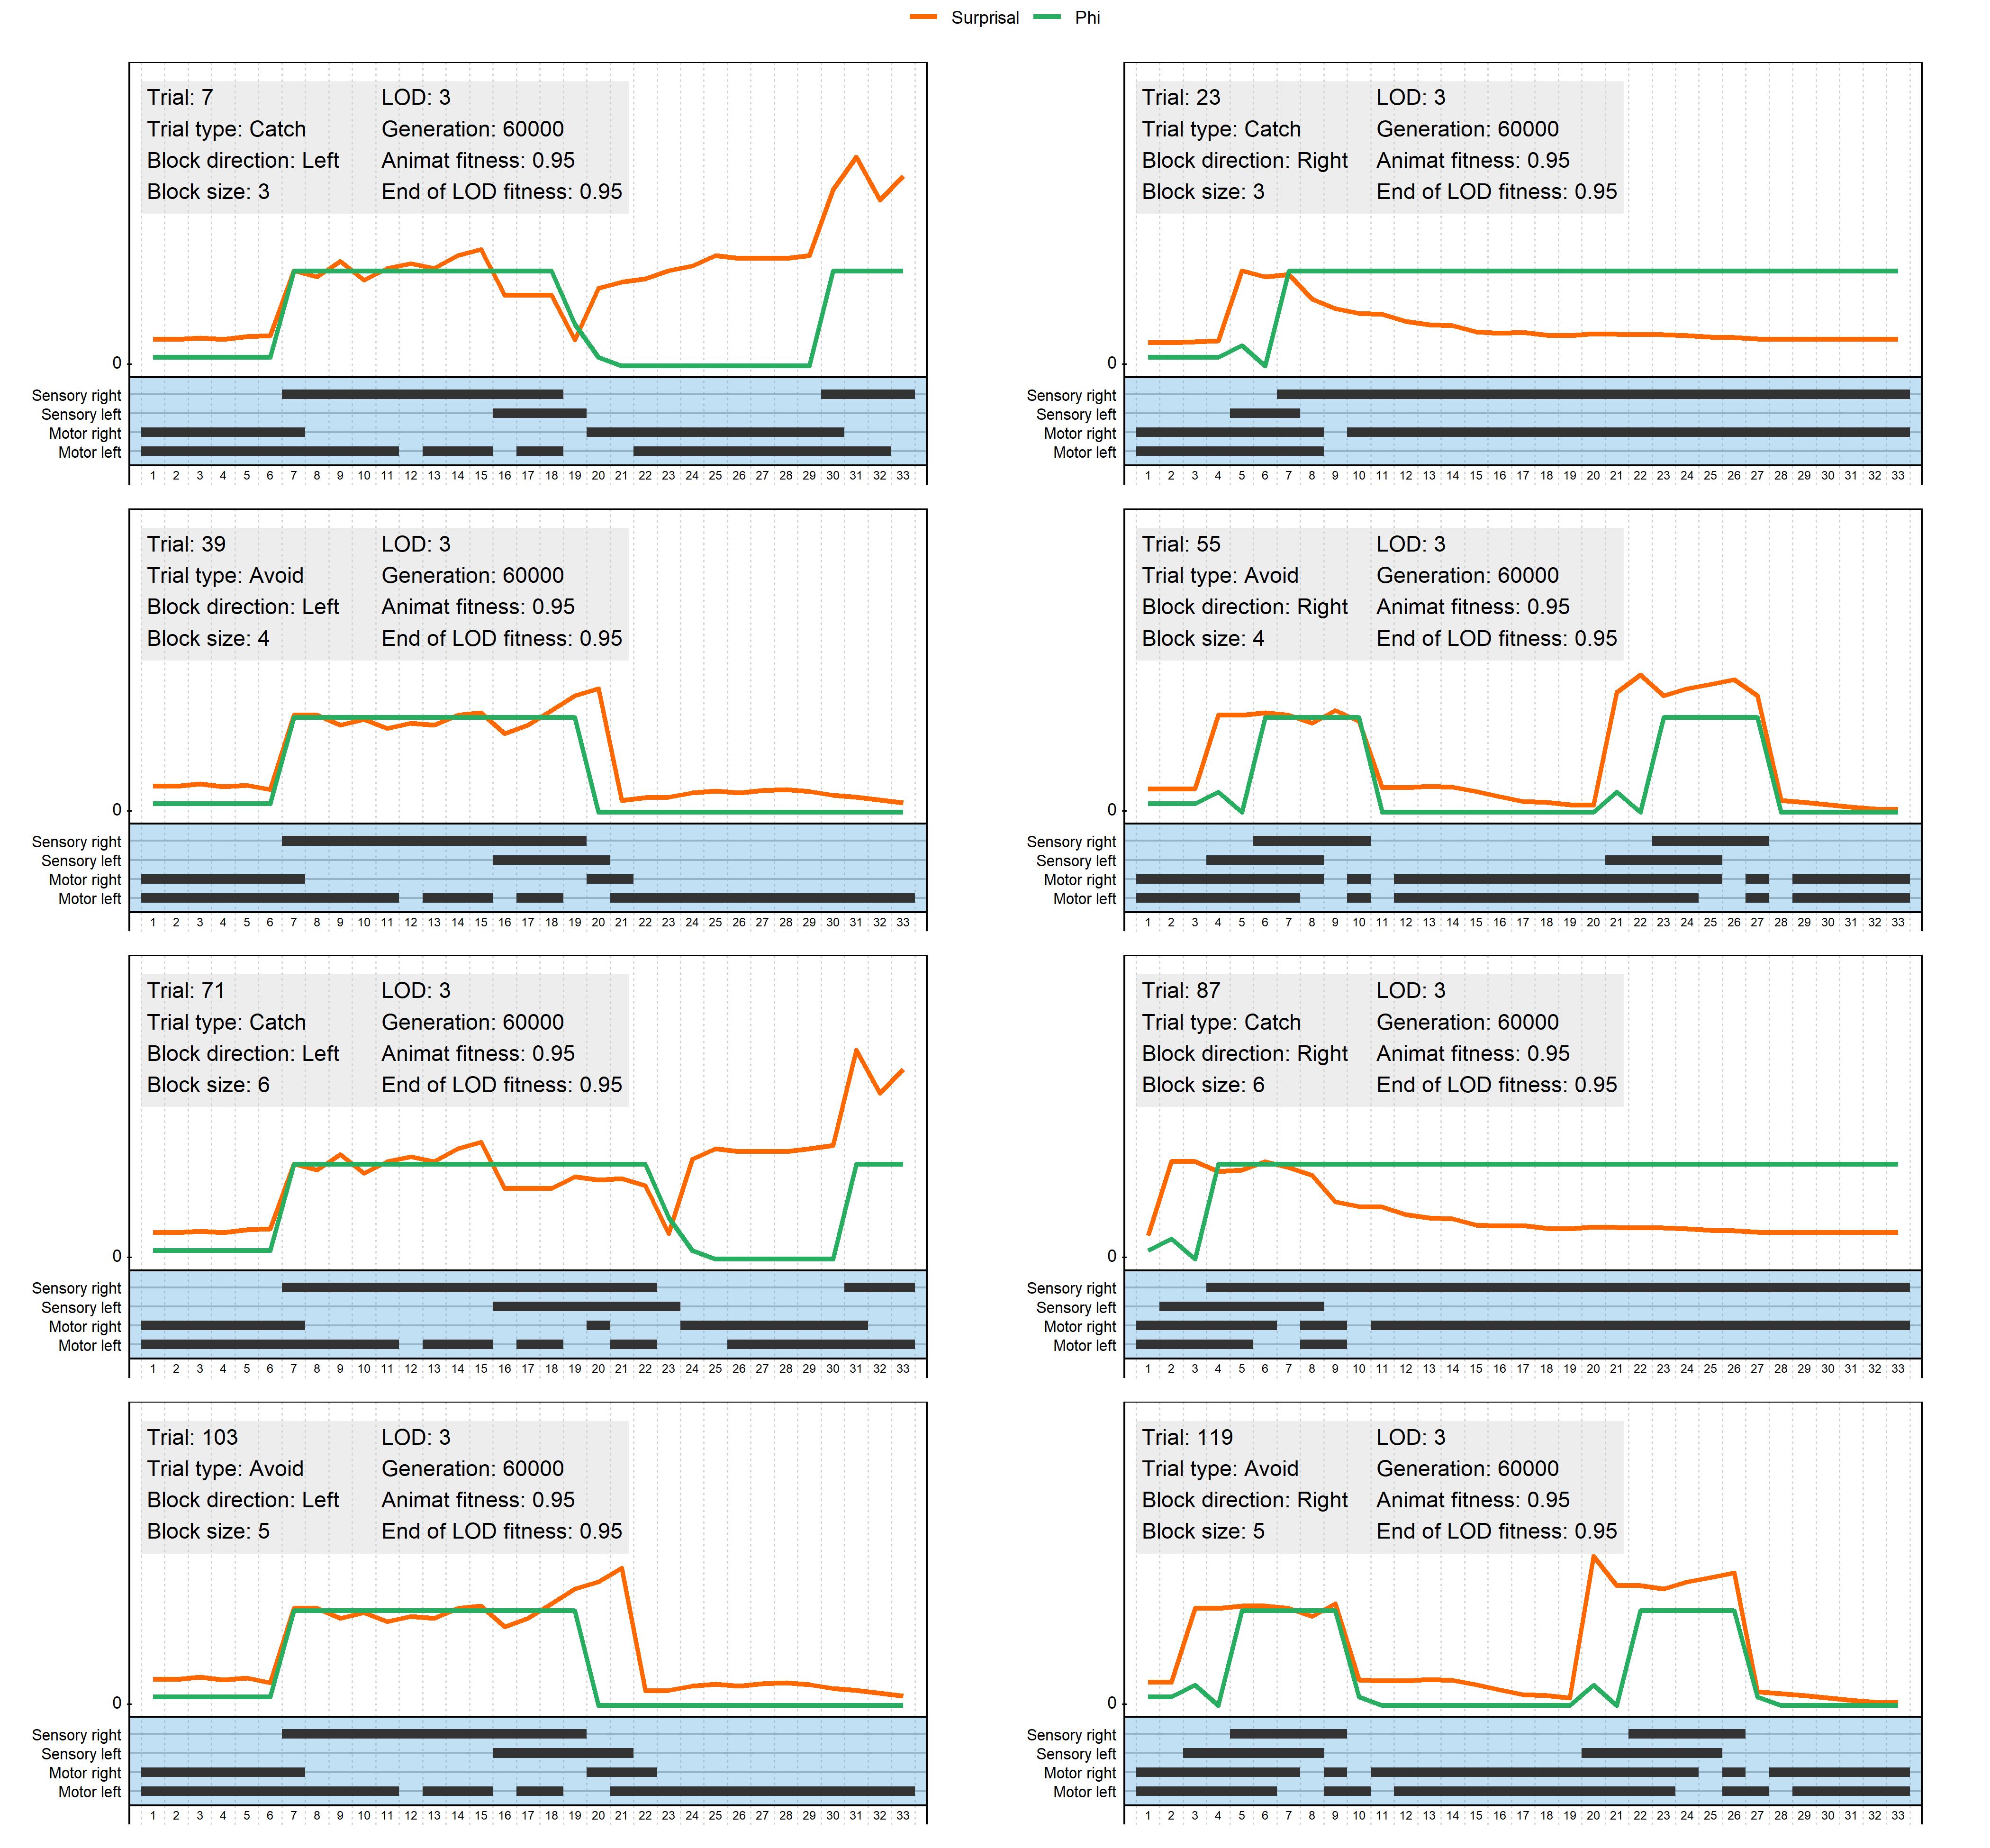 Surprisal Phi
Trial: 7 LOD: 3
Trial type: Catch Generation: 60000
Block direction: Left Animat fitness: 0.95
Block size: 3 End of LOD fitness: 0.95
0
Sensory right
Sensory left
Motor right
Motor left
1 2 3 4 5 6 7 8 9 10 11 12 13 14 15 16 17 18 19 20 21 22 23 24 25 26 27 28 29 30 31 32 33
Trial: 23 LOD: 3
Trial type: Catch Generation: 60000
Block direction: Right Animat fitness: 0.95
Block size: 3 End of LOD fitness: 0.95
0
Sensory right
Sensory left
Motor right
Motor left
1 2 3 4 5 6 7 8 9 10 11 12 13 14 15 16 17 18 19 20 21 22 23 24 25 26 27 28 29 30 31 32 33
Trial: 39 LOD: 3
Trial type: Avoid Generation: 60000
Block direction: Left Animat fitness: 0.95
Block size: 4 End of LOD fitness: 0.95
0
Sensory right
Sensory left
Motor right
Motor left
1 2 3 4 5 6 7 8 9 10 11 12 13 14 15 16 17 18 19 20 21 22 23 24 25 26 27 28 29 30 31 32 33
Trial: 55 LOD: 3
Trial type: Avoid Generation: 60000
Block direction: Right Animat fitness: 0.95
Block size: 4 End of LOD fitness: 0.95
0
Sensory right
Sensory left
Motor right
Motor left
1 2 3 4 5 6 7 8 9 10 11 12 13 14 15 16 17 18 19 20 21 22 23 24 25 26 27 28 29 30 31 32 33
Trial: 71 LOD: 3
Trial type: Catch Generation: 60000
Block direction: Left Animat fitness: 0.95
Block size: 6 End of LOD fitness: 0.95
0
Sensory right
Sensory left
Motor right
Motor left
1 2 3 4 5 6 7 8 9 10 11 12 13 14 15 16 17 18 19 20 21 22 23 24 25 26 27 28 29 30 31 32 33
Trial: 87 LOD: 3
Trial type: Catch Generation: 60000
Block direction: Right Animat fitness: 0.95
Block size: 6 End of LOD fitness: 0.95
0
Sensory right
Sensory left
Motor right
Motor left
1 2 3 4 5 6 7 8 9 10 11 12 13 14 15 16 17 18 19 20 21 22 23 24 25 26 27 28 29 30 31 32 33
Trial: 103 LOD: 3
Trial type: Avoid Generation: 60000
Block direction: Left Animat fitness: 0.95
Block size: 5 End of LOD fitness: 0.95
0
Sensory right
Sensory left
Motor right
Motor left
1 2 3 4 5 6 7 8 9 10 11 12 13 14 15 16 17 18 19 20 21 22 23 24 25 26 27 28 29 30 31 32 33
Trial: 119 LOD: 3
Trial type: Avoid Generation: 60000
Block direction: Right Animat fitness: 0.95
Block size: 5 End of LOD fitness: 0.95
0
Sensory right
Sensory left
Motor right
Motor left
1 2 3 4 5 6 7 8 9 10 11 12 13 14 15 16 17 18 19 20 21 22 23 24 25 26 27 28 29 30 31 32 33